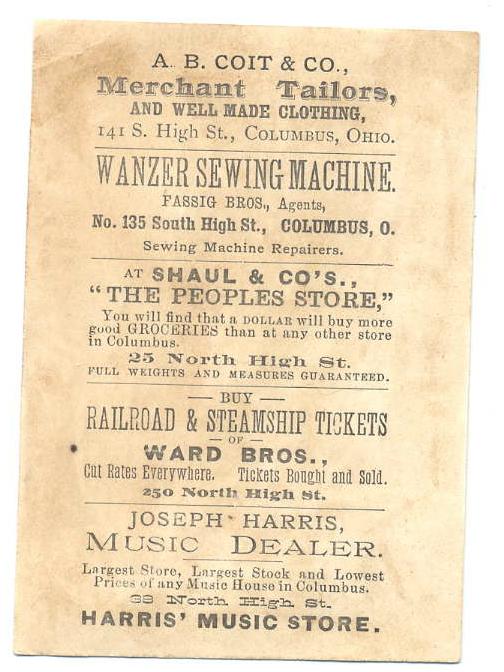 A. B. COIT & CO.,
Merchant Tailors,
AND WELL MADE CLOTHING,
141 S. High St., COLUMBUS, OHIO.
WANZER SEWING MACHINE.
FASSIG BROS., Agents,
No. 135 South High St., COLUMBUS, O.
Sewing Machine Repairers.
AT SHAUL & CO'S.,
"THE PEOPLES STORE,"
You will find that a DOLLAR will buy more
good GROCERIES than at any other store
in Columbus.
25 North High St.
FULL WEIGHTS AND MEASURES GUARANTEED.
— BUY —
RAILROAD & STEAMSHIP TICKETS
— OF —
WARD BROS.,
Cut Rates Everywhere. Tickets Bought and Sold.
250 North High St.
JOSEPH HARRIS,
MUSIC DEALER.
Largest Store, Largest Stock and Lowest
Prices of any Music House in Columbus.
North High St.
HARRIS' MUSIC STORE.